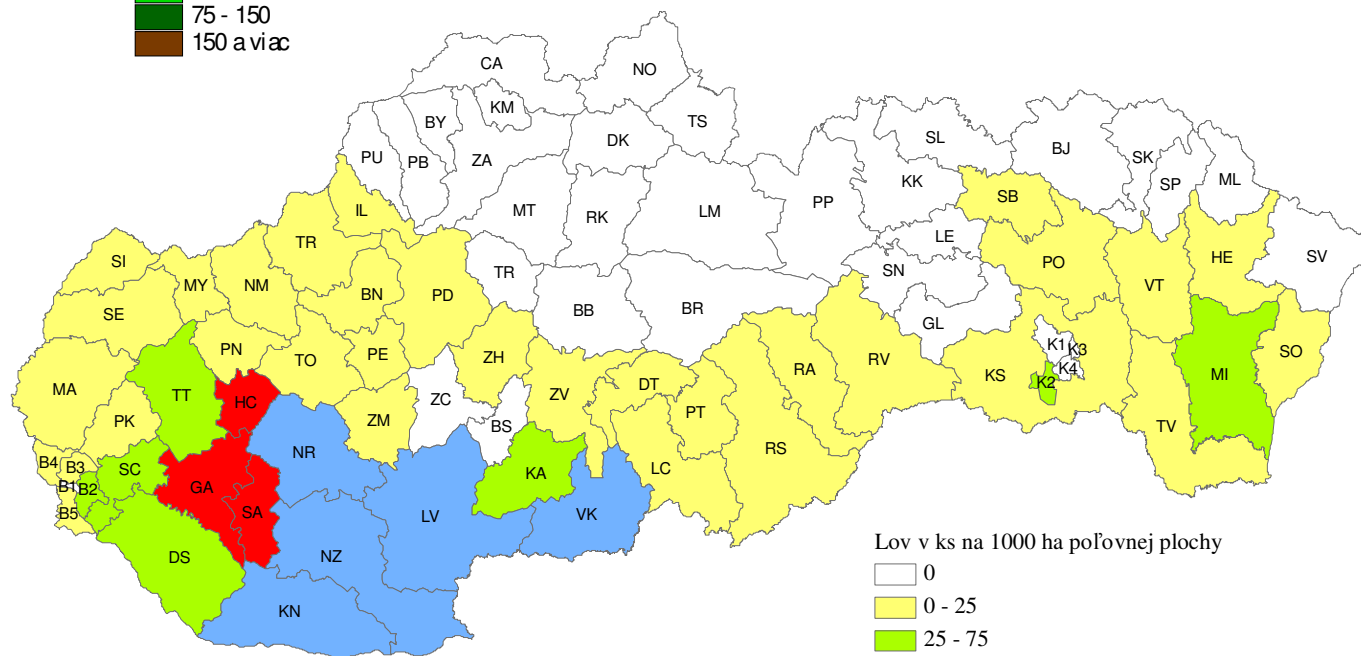 75 - 150
150 a viac
CA
NO
KM
BY
TS
DK
PU
PB
ZA
SL
BJ
SK
SP
ML
KK
PP
MT
RK
LM
SB
IL
TR
LE
HE
SV
SI
TR
SN
PO
VT
MY
NM
BN
PD
BB
BR
SE
GL
PN
TO
PE
ZH
K1
K3
K4
RV
RA
KS
K2
MI
SO
MA
TT
HC
ZC
ZV
DT
PK
ZM
BS
PT
TV
B4
B3
SC
NR
KA
LC
RS
B1
B2
GA
SA
LV
VK
B5
DS
NZ
KN
Lov v ks na 1000 ha poľovnej plochy
0
0 - 25
25 - 75